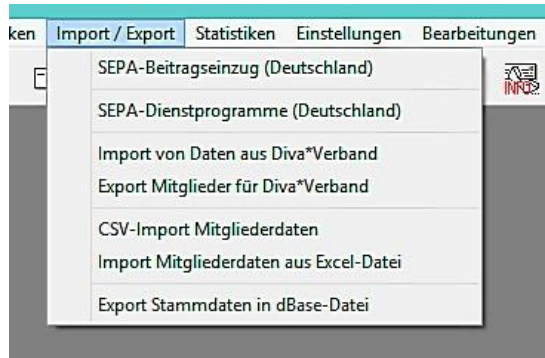 ken Import / Export Statistiken Einstellungen Bearbeitungen
SEPA-Beitragseinzug (Deutschland)
INFO
SEPA-Dienstprogramme (Deutschland)
Import von Daten aus Diva*Verband
Export Mitglieder für Diva*Verband
CSV-Import Mitgliederdaten
Import Mitgliederdaten aus Excel-Datei
Export Stammdaten in dBase-Datei